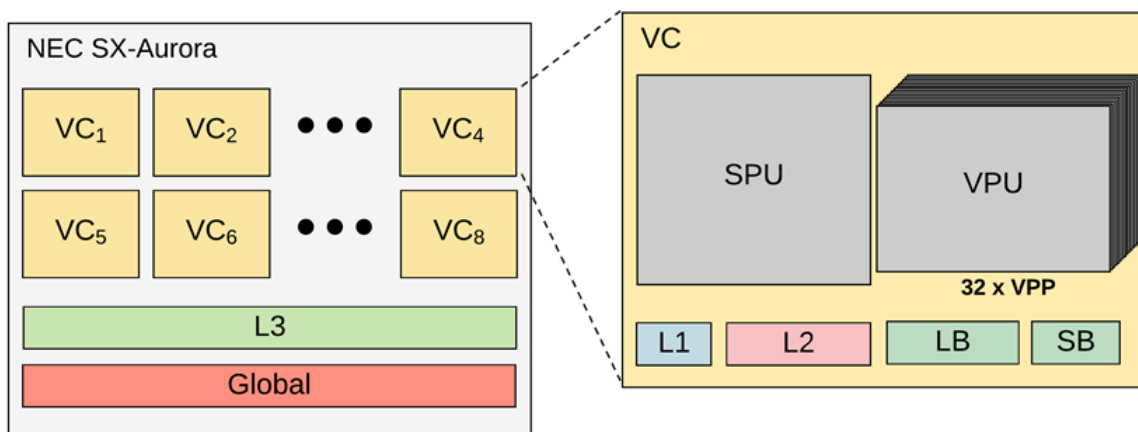 NEC SX-Aurora
VC₁ VC₂ ●●● VC₄
VC₅ VC₆ ●●● VC₈
L3
Global
VC
SPU VPU
32 x VPP
L1 L2 LB SB